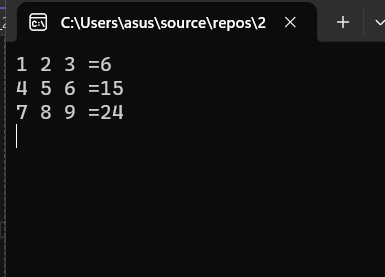 C:\Users\asus\source\repos\2
1 2 3 =6
4 5 6 =15
7 8 9 =24